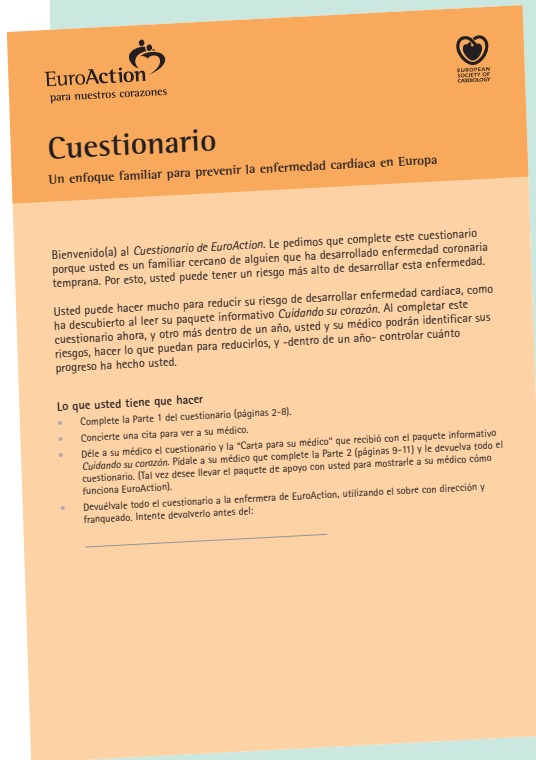 EuroAction
para nuestros corazones
EUROPEAN
SOCIETY OF
CARDIOLOGY
Cuestionario
Un enfoque familiar para prevenir la enfermedad cardíaca en Europa
Bienvenido(a) al Cuestionario de EuroAction. Le pedimos que complete este cuestionario
porque usted es un familiar cercano de alguien que ha desarrollado enfermedad coronaria
temprana. Por esto, usted puede tener un riesgo más alto de desarrollar esta enfermedad.
Usted puede hacer mucho para reducir su riesgo de desarrollar enfermedad cardíaca, como
ha descubierto al leer su paquete informativo Cuidando su corazón. Al completar este
cuestionario ahora, y otro más dentro de un año, usted y su médico podrán identificar sus
riesgos, hacer lo que puedan para reducirlos, y -dentro de un año- controlar cuánto
progreso ha hecho usted.
Lo que usted tiene que hacer
• Complete la Parte 1 del cuestionario (páginas 2-8).
• Concierte una cita para ver a su médico.
• Déle a su médico el cuestionario y la "Carta para su médico" que recibió con el paquete informativo
Cuidando su corazón. Pídale a su médico que complete la Parte 2 (páginas 9-11) y le devuelva todo el
cuestionario. (Tal vez desee llevar el paquete de apoyo con usted para mostrarle a su médico cómo
funciona EuroAction).
• Devuélvale todo el cuestionario a la enfermera de EuroAction, utilizando el sobre con dirección y
franqueado. Intente devolverlo antes del: